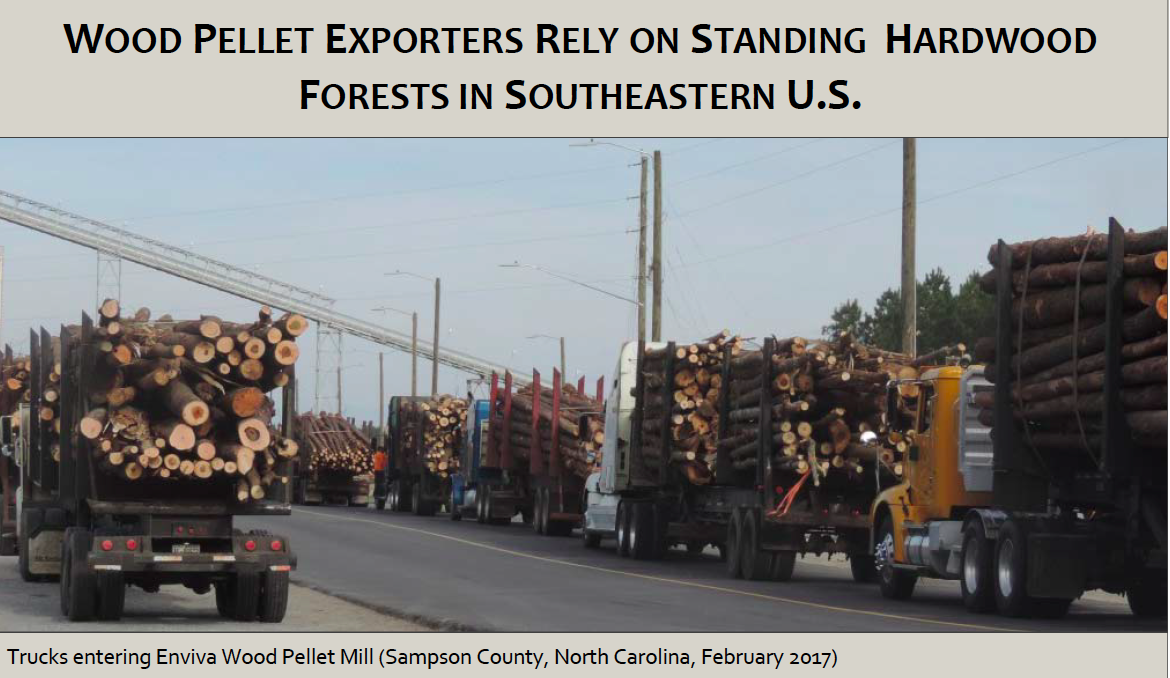 WOOD PELLET EXPORTERS RELY ON STANDING HARDWOOD
FORESTS IN SOUTHEASTERN U.S.
Trucks entering Enviva Wood Pellet Mill (Sampson County, North Carolina, February 2017)